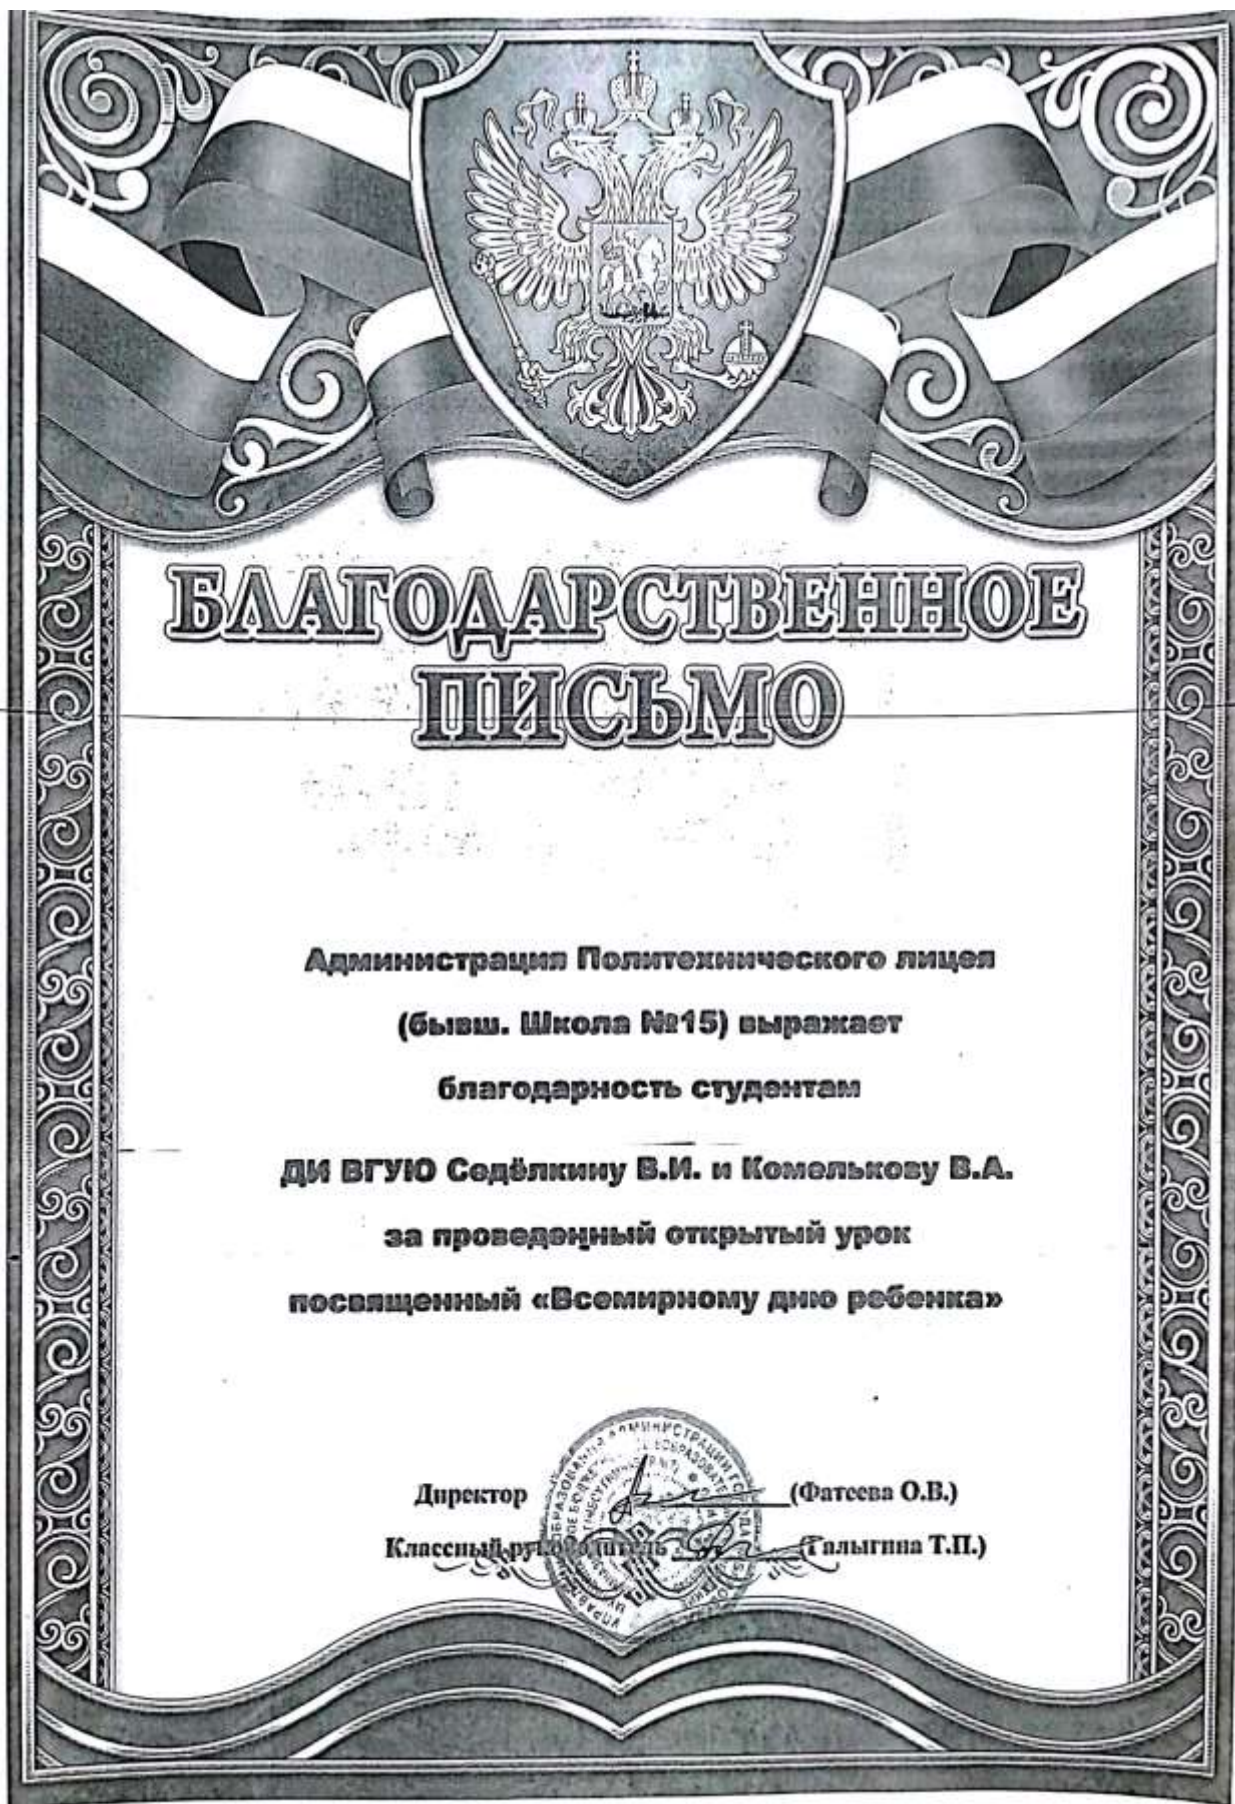 БЛАГОДАРСТВЕННОЕ
ПИСЬМО
Администрация Политехнического лицея
(бывш. Школа №15) выражает
благодарность студентам
ДИ ВГУЮ Седёлкину В.И. и Комелькову В.А.
за проведенный открытый урок
посвященный «Всемирному дню ребенка»
Директор (Фатеева О.В.)
Классный руководитель (Галыгина Т.П.)